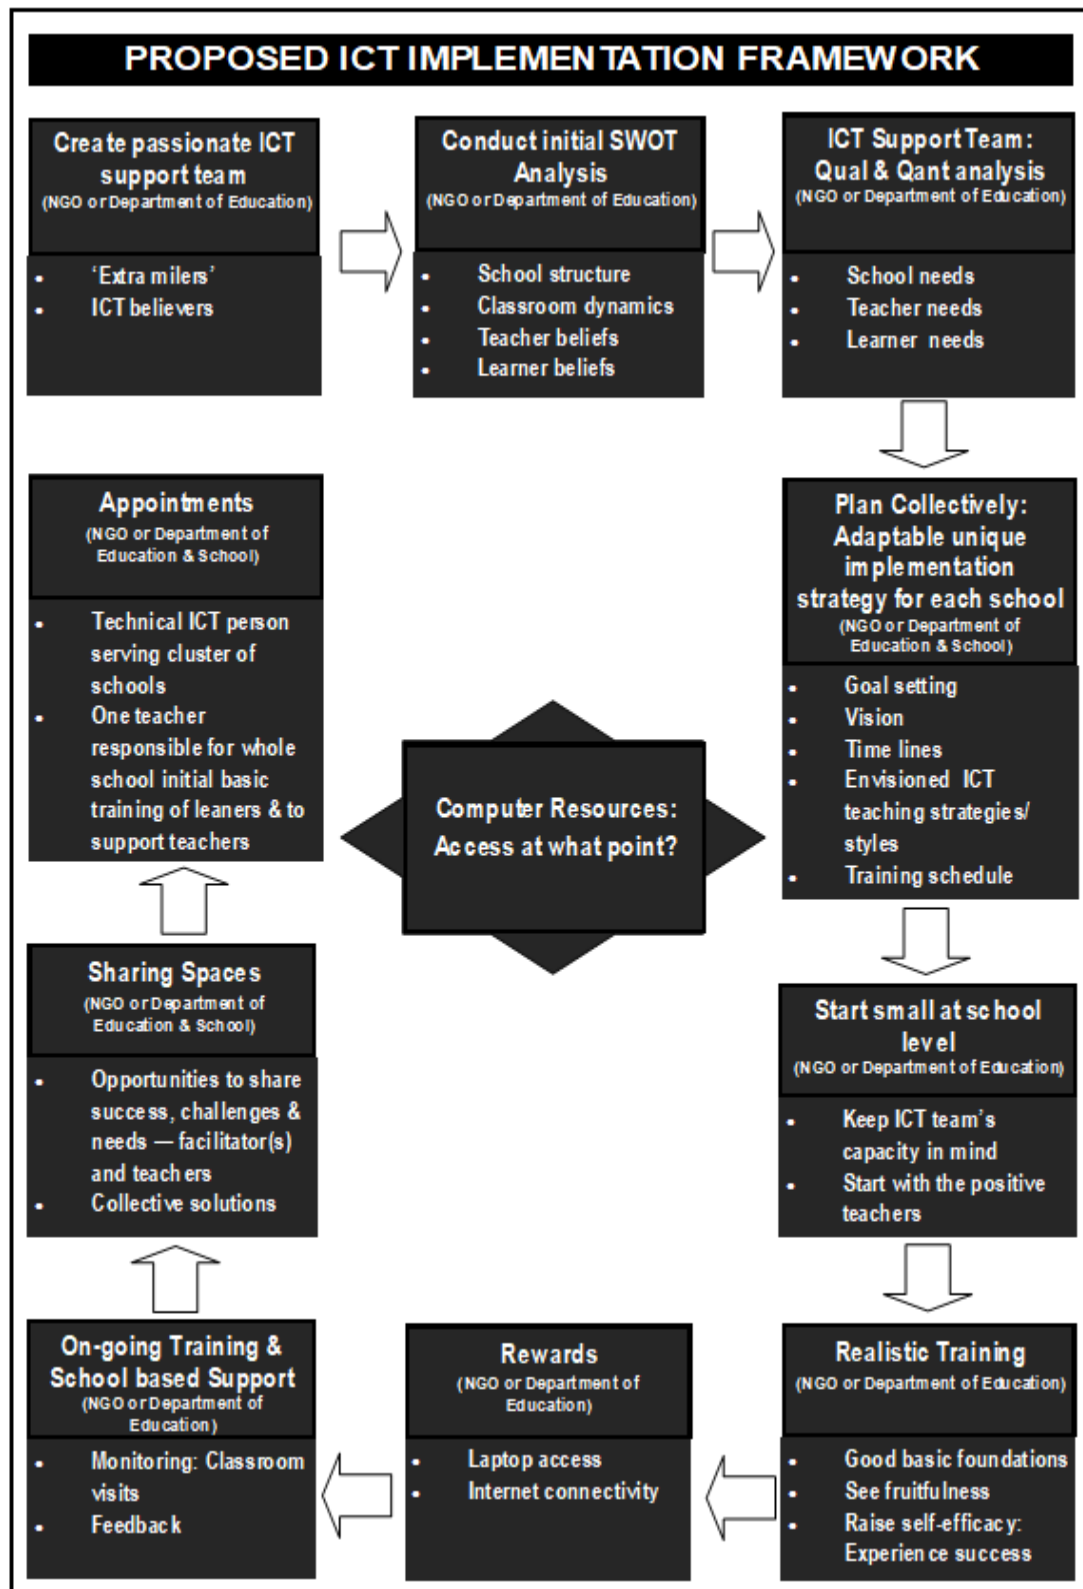 PROPOSED ICT IMPLEMENTATION FRAMEWORK
Create passionate ICT
support team
(NGO or Department of Education)
• 'Extra milers'
• ICT believers
Conduct initial SWOT
Analysis
(NGO or Department of Education)
• School structure
• Classroom dynamics
• Teacher beliefs
• Learner beliefs
ICT Support Team:
Qual & Qant analysis
(NGO or Department of Education)
• School needs
• Teacher needs
• Learner needs
Plan Collectively:
Adaptable unique
implementation
strategy for each school
(NGO or Department of
Education & School)
• Goal setting
• Vision
• Time lines
• Envisioned ICT
teaching strategies/
styles
• Training schedule
Start small at school
level
(NGO or Department of Education)
• Keep ICT team's
capacity in mind
• Start with the positive
teachers
Realistic Training
(NGO or Department of Education)
• Good basic foundations
• See fruitfulness
• Raise self-efficacy:
Experience success
Rewards
(NGO or Department of
Education)
• Laptop access
• Internet connectivity
On-going Training &
School based Support
(NGO or Department of
Education)
• Monitoring: Classroom
visits
• Feedback
Sharing Spaces
(NGO or Department of
Education & School)
• Opportunities to share
success, challenges &
needs — facilitator(s)
and teachers
• Collective solutions
Appointments
(NGO or Department of
Education & School)
• Technical ICT person
serving cluster of
schools
• One teacher
responsible for whole
school initial basic
training of leaners & to
support teachers
Computer Resources:
Access at what point?